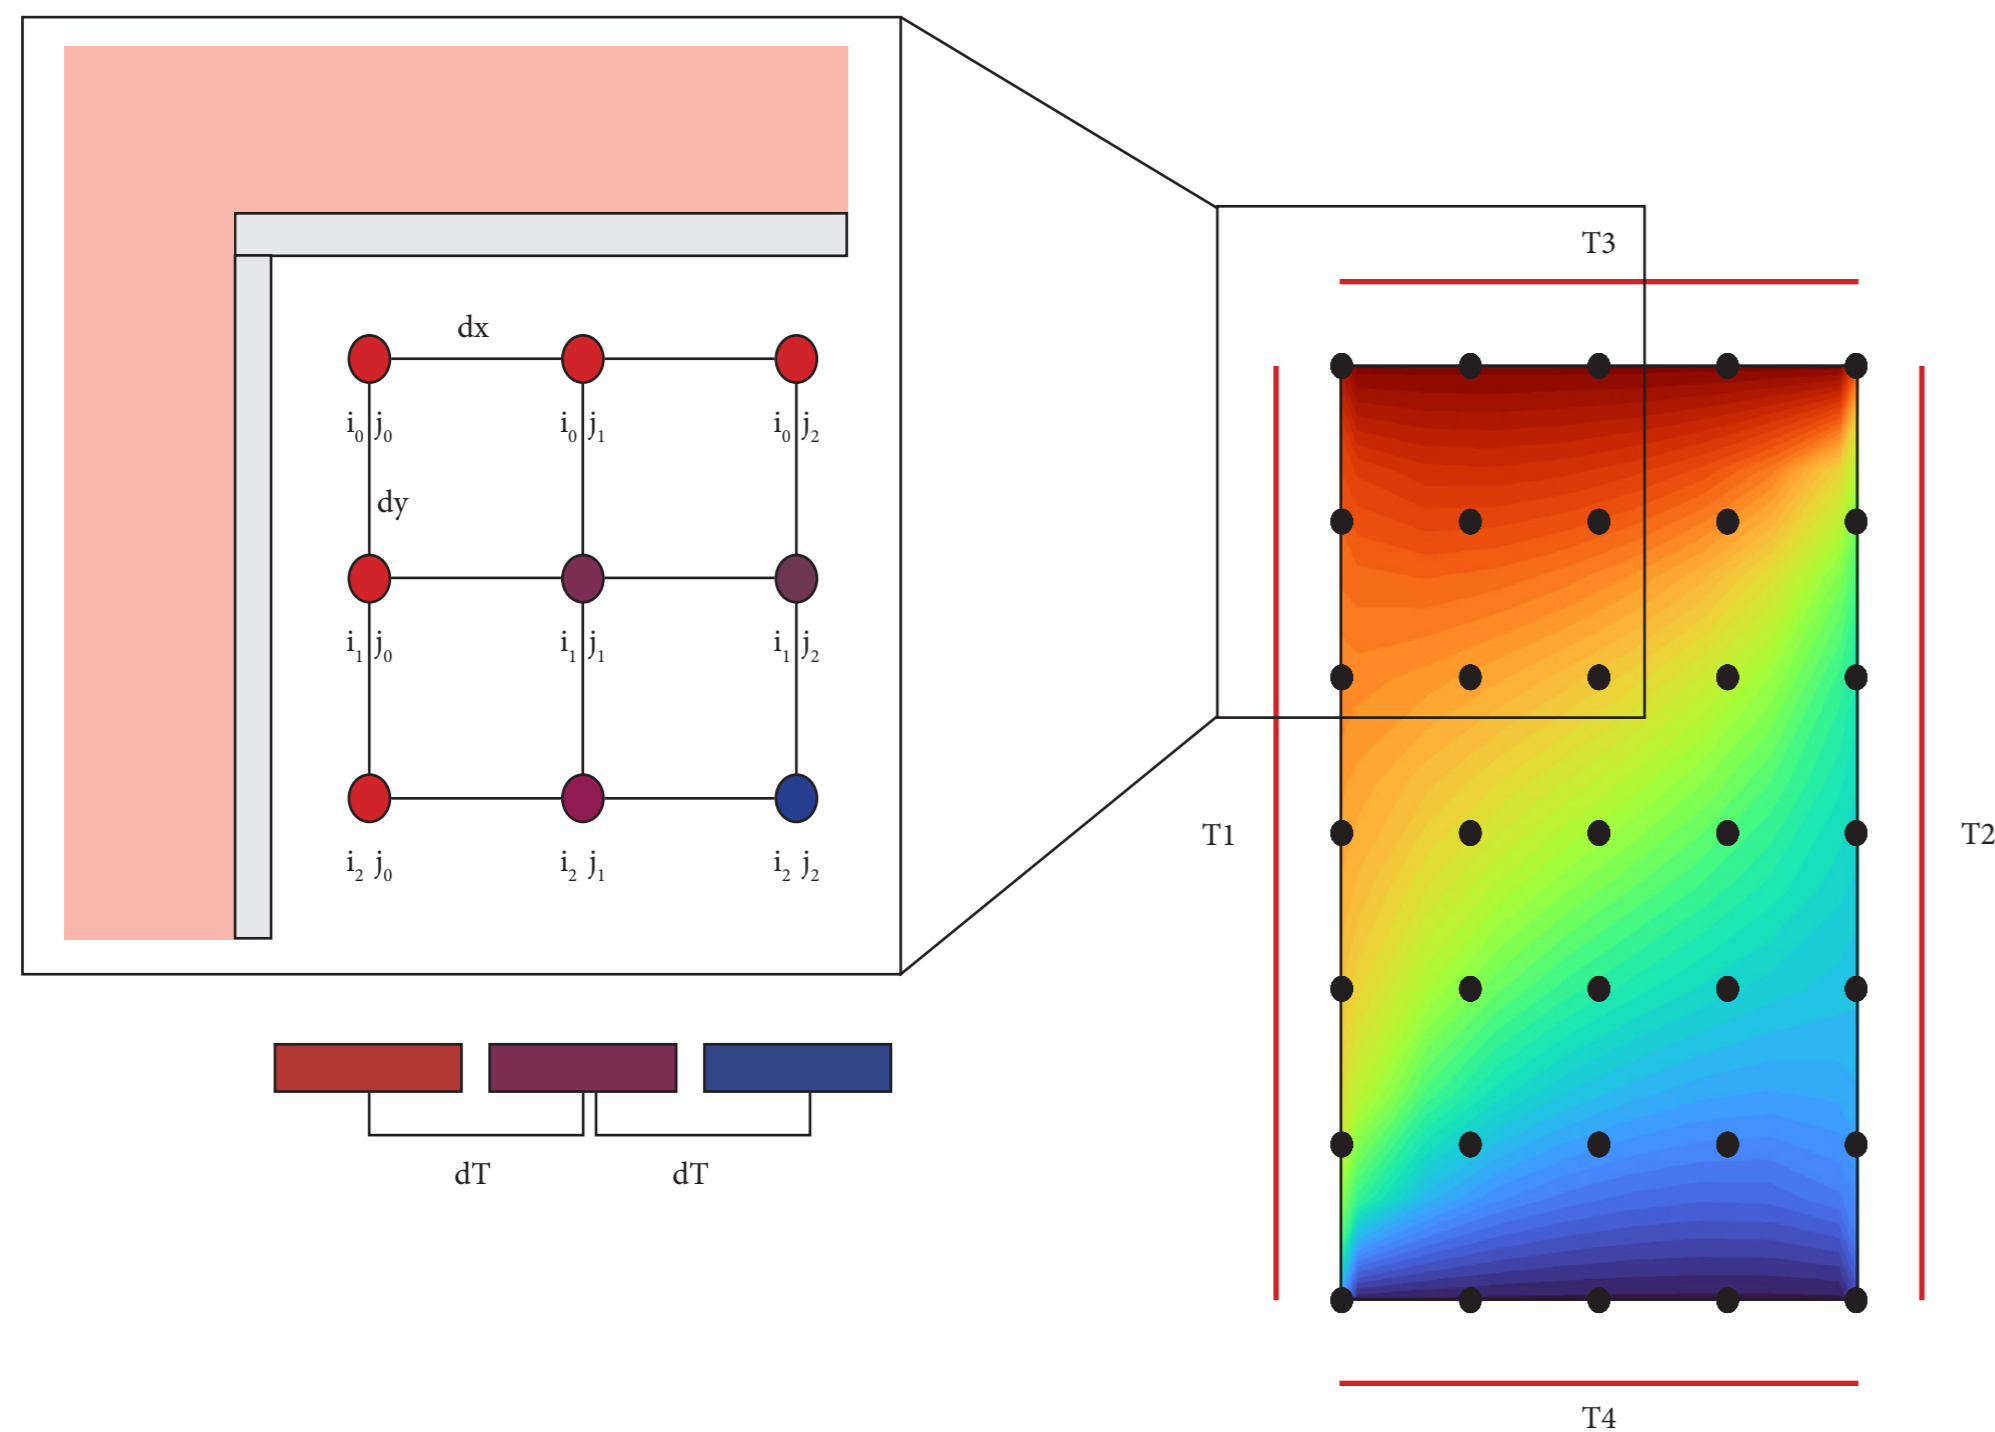 T3
dx
i₀ j₀ i₀ j₁ i₀ j₂
dy
i₁ j₀ i₁ j₁ i₁ j₂
T1
T2
i₂ j₀ i₂ j₁ i₂ j₂
dT dT
T4